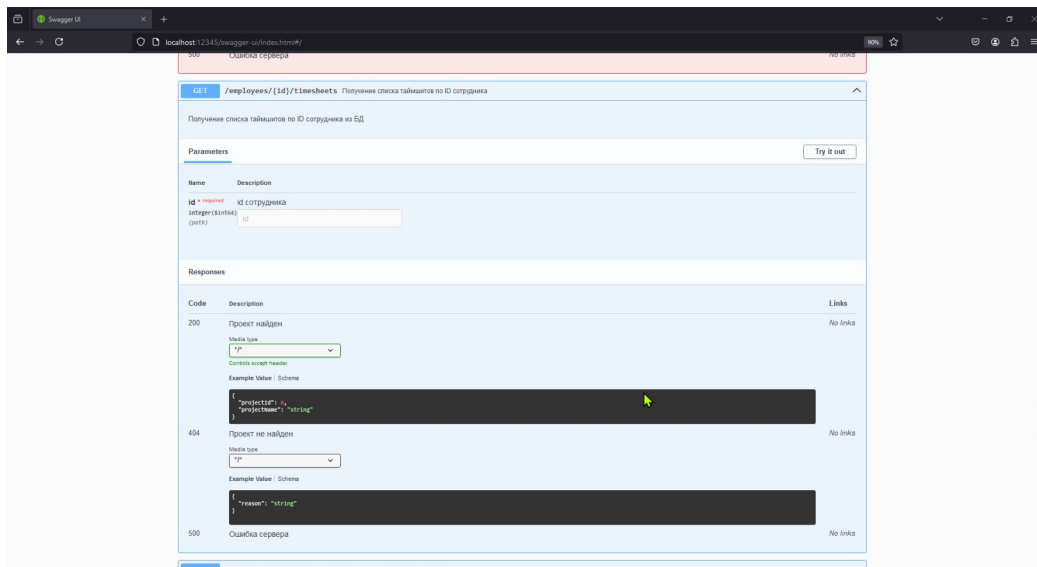 Swagger UI
localhost:12345/swagger-ui/index.html#/
90%
500 Ошибка сервера No links
GET /employees/{id}/timesheets Получение списка таймшитов по ID сотрудника
Получение списка таймшитов по ID сотрудника из БД
Parameters Try it out
Name Description
id * required id сотрудника
integer($int64) id
(path)
Responses
Code Description Links
200 Проект найден No links
Media type
*/*
Controls Accept header.
Example Value | Schema
{
"projectId": 0,
"projectName": "string"
}
404 Проект не найден No links
Media type
*/*
Example Value | Schema
{
"reason": "string"
}
500 Ошибка сервера No links